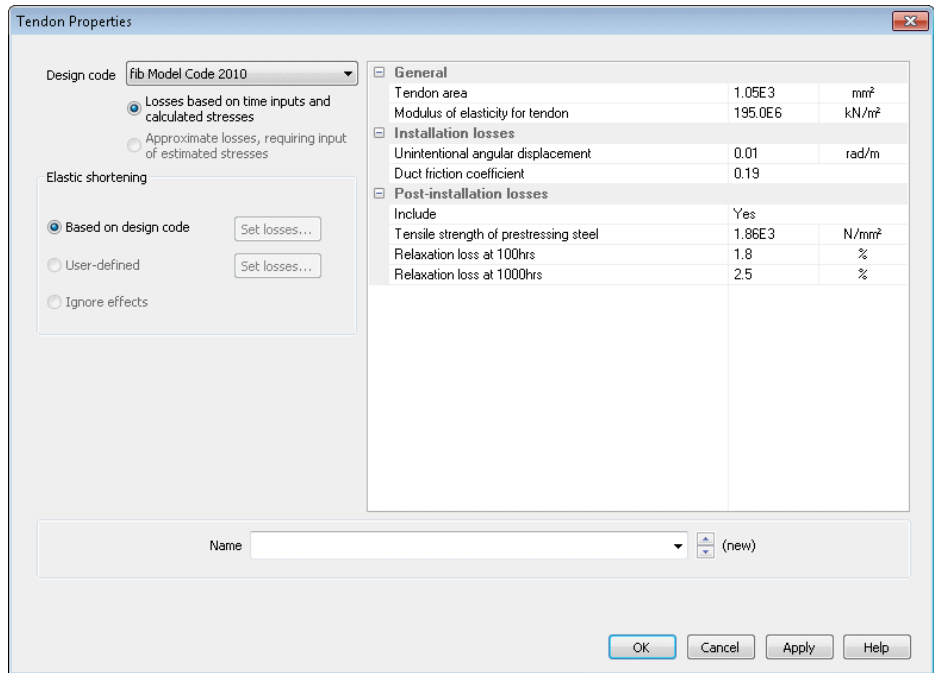 Tendon Properties
Design code fib Model Code 2010
Losses based on time inputs and
calculated stresses
Approximate losses, requiring input
of estimated stresses
Elastic shortening
Based on design code Set losses...
User-defined Set losses...
Ignore effects
General
Tendon area 1.05E3 mm²
Modulus of elasticity for tendon 195.0E6 kN/m²
Installation losses
Unintentional angular displacement 0.01 rad/m
Duct friction coefficient 0.19
Post-installation losses
Include Yes
Tensile strength of prestressing steel 1.86E3 N/mm²
Relaxation loss at 100hrs 1.8 %
Relaxation loss at 1000hrs 2.5 %
Name (new)
OK Cancel Apply Help